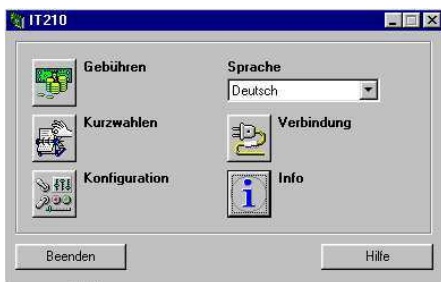 IT210
Gebühren
Sprache
Deutsch
Kurzwahlen
Verbindung
Konfiguration
Info
Beenden
Hilfe